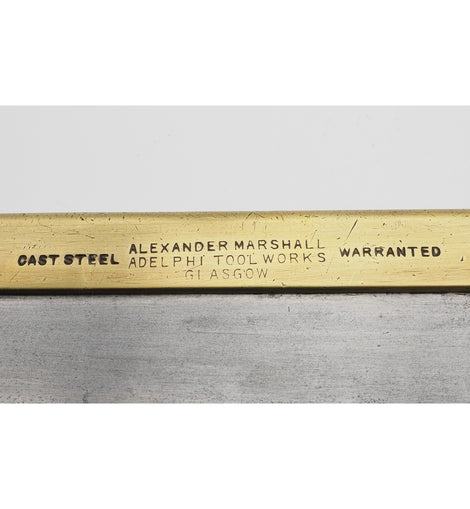 CAST STEEL ALEXANDER MARSHALL WARRANTED
ADELPHI TOOL WORKS
GLASGOW